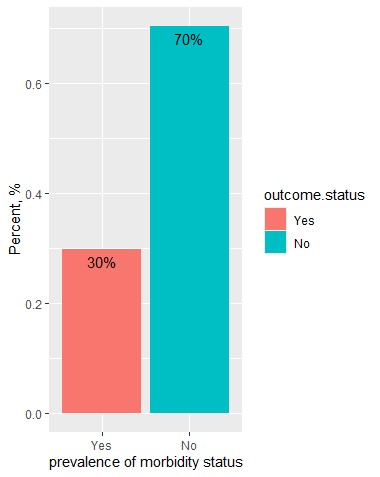 70%
0.6
outcome.status
0.4
Percent, %
Yes
No
30%
0.2
0.0
Yes No
prevalence of morbidity status